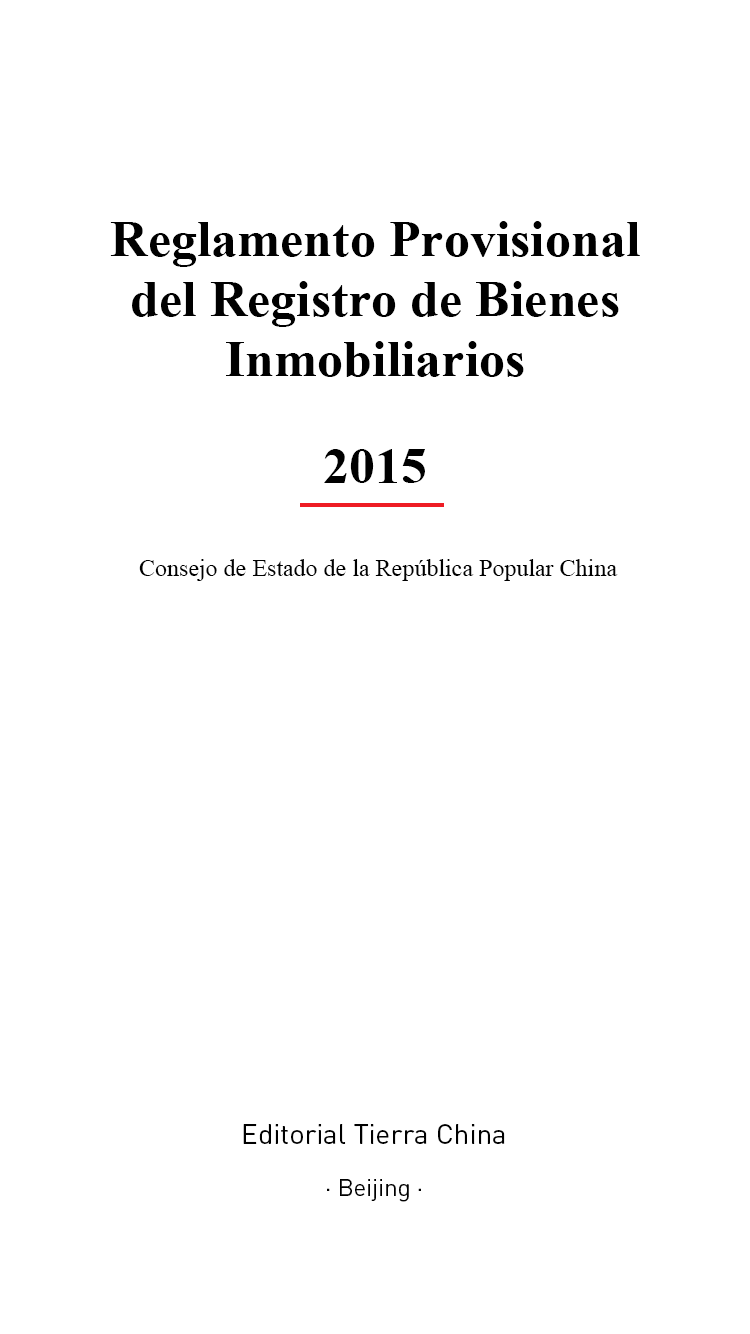 Reglamento Provisional
del Registro de Bienes
Inmobiliarios
2015
Consejo de Estado de la República Popular China
Editorial Tierra China
· Beijing ·